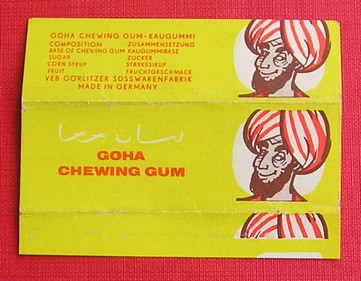 GOHA CHEWING GUM-KAUGUMMI
COMPOSITION ZUSAMMENSETZUNG
BASE OF CHEWING GUM KAUGUMMIBASE
SUGAR ZUCKER
CORN SYRUP STÄRKESIRUP
FRUIT FRUCHTGESCHMACK
VEB GÖRLITZER SÜSSWARENFABRIK
MADE IN GERMANY
GOHA
CHEWING GUM